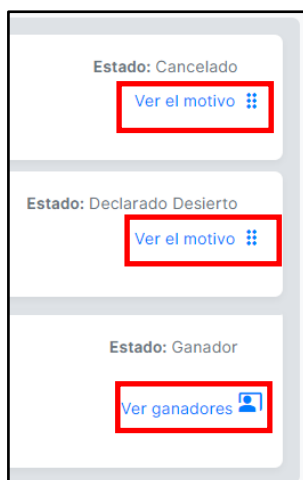 Estado: Cancelado
Ver el motivo
Estado: Declarado Desierto
Ver el motivo
Estado: Ganador
Ver ganadores